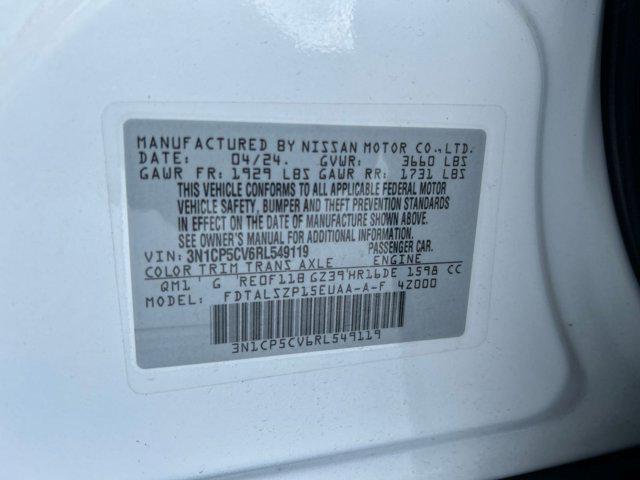 MANUFACTURED BY NISSAN MOTOR CO.,LTD.
DATE: 04/24. GVWR: 3660 LBS
GAWR FR: 1929 LBS GAWR RR: 1731 LBS
THIS VEHICLE CONFORMS TO ALL APPLICABLE FEDERAL MOTOR
VEHICLE SAFETY, BUMPER AND THEFT PREVENTION STANDARDS
IN EFFECT ON THE DATE OF MANUFACTURE SHOWN ABOVE.
SEE OWNER'S MANUAL FOR ADDITIONAL INFORMATION.
VIN: 3N1CP5CV6RL549119 PASSENGER CAR.
COLOR TRIM TRANS AXLE ENGINE
QM1 G RE0F11B GZ39 HR16DE 1598 CC
MODEL: FDTALSZP15EUAA-A-F 42000
3N1CP5CV6RL549119